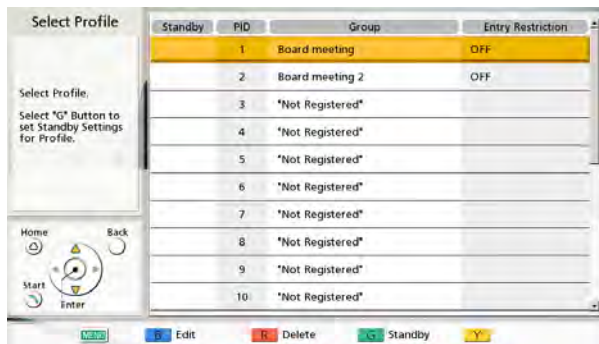 Select Profile
Select Profile.
Select "G" Button to
set Standby Settings
for Profile.
Home
Back
Start
Enter
Standby PID Group Entry Restriction
1 Board meeting OFF
2 Board meeting 2 OFF
3 "Not Registered"
4 "Not Registered"
5 "Not Registered"
6 "Not Registered"
7 "Not Registered"
8 "Not Registered"
9 "Not Registered"
10 "Not Registered"
MENU B Edit R Delete G Standby Y